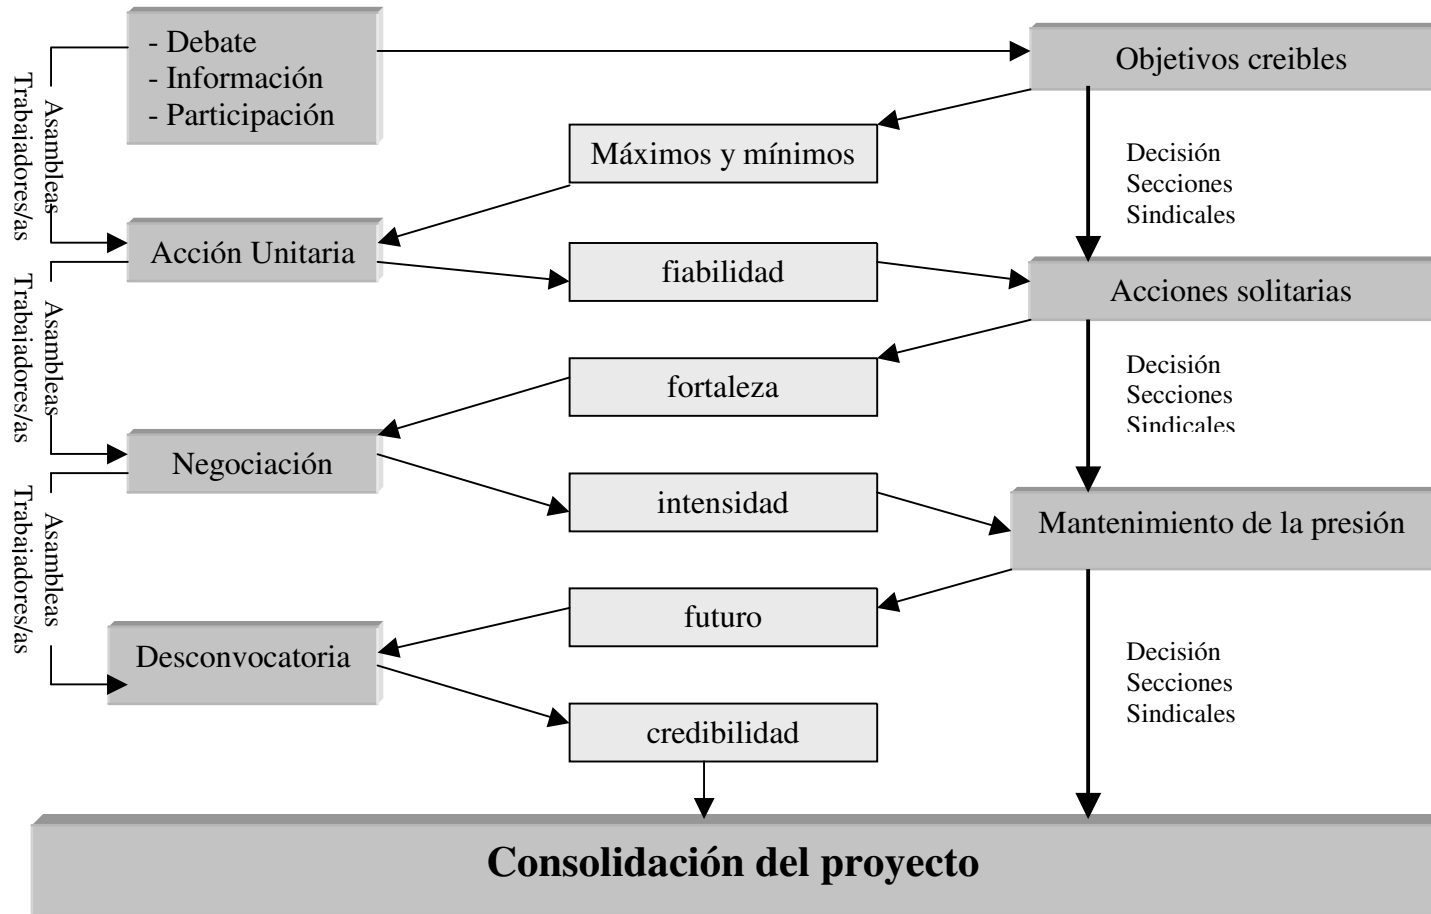 - Debate
- Información
- Participación
Objetivos creibles
Asambleas
Trabajadores/as
Máximos y mínimos
Decisión
Secciones
Sindicales
Acción Unitaria
fiabilidad
Acciones solitarias
Asambleas
Trabajadores/as
fortaleza
Decisión
Secciones
Sindicales
Negociación
intensidad
Mantenimiento de la presión
Asambleas
Trabajadores/as
futuro
Desconvocatoria
Decisión
Secciones
Sindicales
credibilidad
Consolidación del proyecto